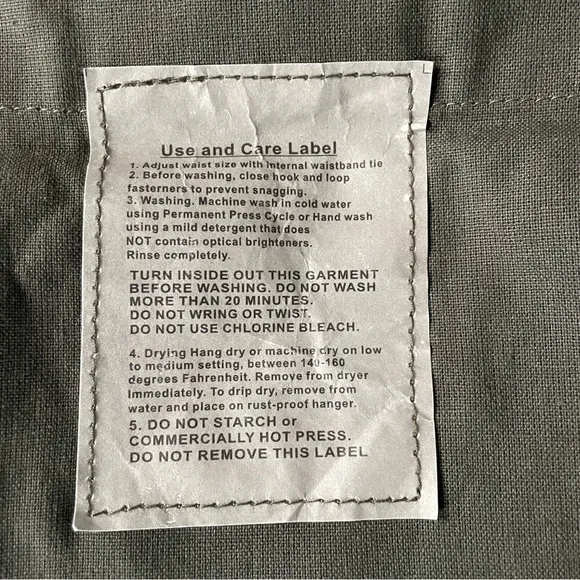 Use and Care Label
1. Adjust waist size with internal waistband tie
2. Before washing, close hook and loop
fasterners to prevent snagging.
3. Washing. Machine wash in cold water
using Permanent Press Cycle or Hand wash
using a mild detergent that does
NOT contain optical brighteners.
Rinse completely.
TURN INSIDE OUT THIS GARMENT
BEFORE WASHING. DO NOT WASH
MORE THAN 20 MINUTES.
DO NOT WRING or TWIST.
DO NOT USE CHLORINE BLEACH.
4. Drying Hang dry or machine dry on low
to medium setting, between 140-160
degrees Fahrenheit. Remove from dryer
Immediately. To drip dry, remove from
water and place on rust-proof hanger.
5. DO NOT STARCH or
COMMERCIALLY HOT PRESS.
DO NOT REMOVE THIS LABEL